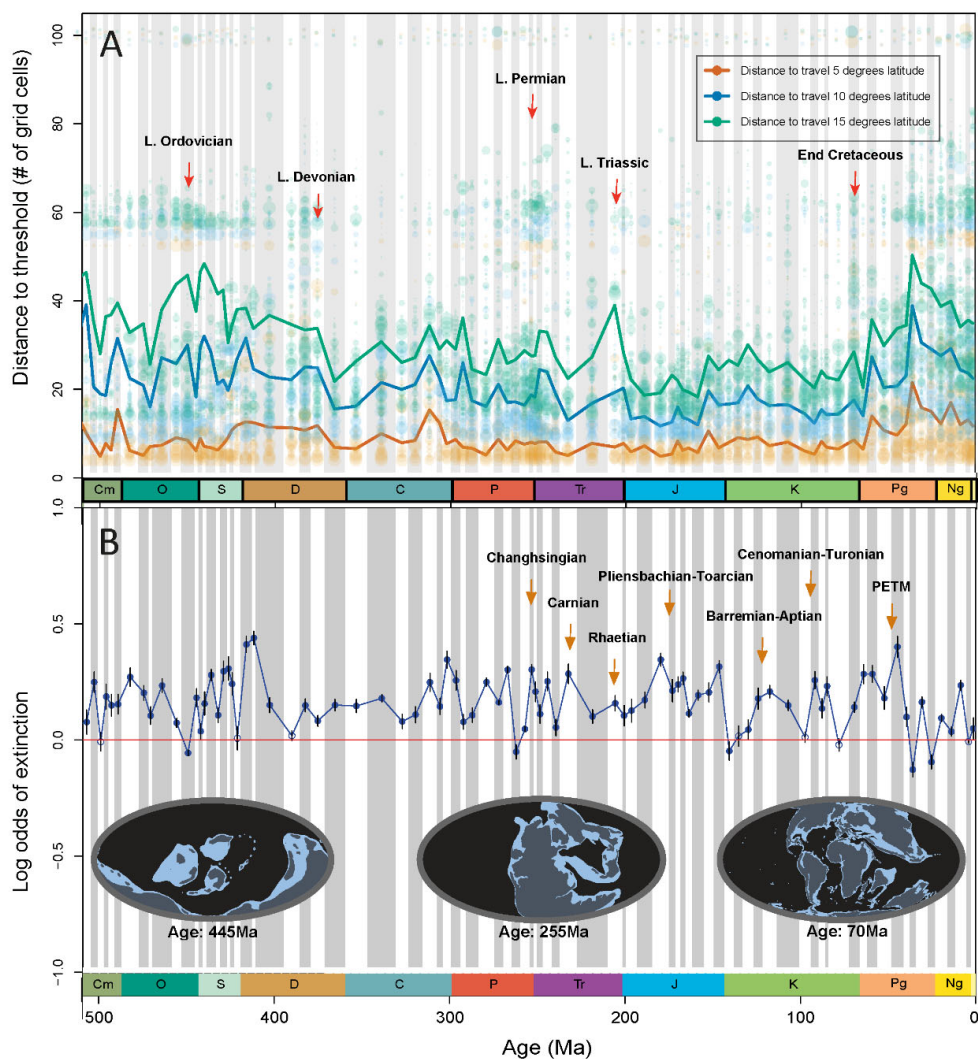 A
Distance to threshold (# of grid cells)
100
80
60
40
20
0
Distance to travel 5 degrees latitude
Distance to travel 10 degrees latitude
Distance to travel 15 degrees latitude
L. Permian
L. Ordovician
L. Devonian
L. Triassic
End Cretaceous
Cm O S D C P Tr J K Pg Ng
B
Log odds of extinction
1.0
0.5
0.0
−0.5
−1.0
Changhsingian
Cenomanian-Turonian
Pliensbachian-Toarcian
PETM
Carnian
Barremian-Aptian
Rhaetian
Age: 445Ma
Age: 255Ma
Age: 70Ma
Cm O S D C P Tr J K Pg Ng
500 400 300 200 100 0
Age (Ma)